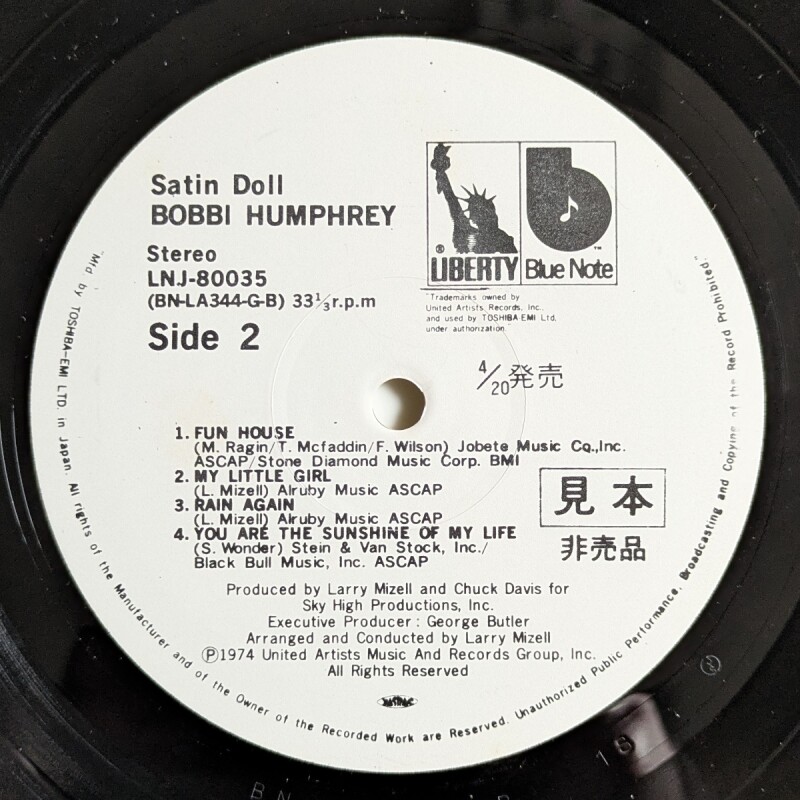 Satin Doll
BOBBI HUMPHREY
Stereo
LNJ-80035
(BN-LA344-G-B) 33⅓r.p.m
Side 2
® LIBERTY
Blue Note ™
"Trademarks owned by
United Artists Records, Inc.,
and used by TOSHIBA-EMI Ltd.
under authorization."
4/20発売
1. FUN HOUSE
(M. Ragin/T. Mcfaddin/F. Wilson) Jobete Music Co.,Inc.
ASCAP/Stone Diamond Music Corp. BMI
2. MY LITTLE GIRL
(L. Mizell) Alruby Music ASCAP
3. RAIN AGAIN
(L. Mizell) Alruby Music ASCAP
4. YOU ARE THE SUNSHINE OF MY LIFE
(S. Wonder) Stein & Van Stock, Inc./
Black Bull Music, Inc. ASCAP
見本
非売品
Produced by Larry Mizell and Chuck Davis for
Sky High Productions, Inc.
Executive Producer: George Butler
Arranged and Conducted by Larry Mizell
Ⓟ1974 United Artists Music And Records Group, Inc.
All Rights Reserved
"M'd by TOSHIBA-EMI LTD. in Japan. All rights of the Manufacturer and of the Owner of the Recorded Work are Reserved. Unauthorized Public Performance. Broadcasting and Copying of the Record Prohibited."